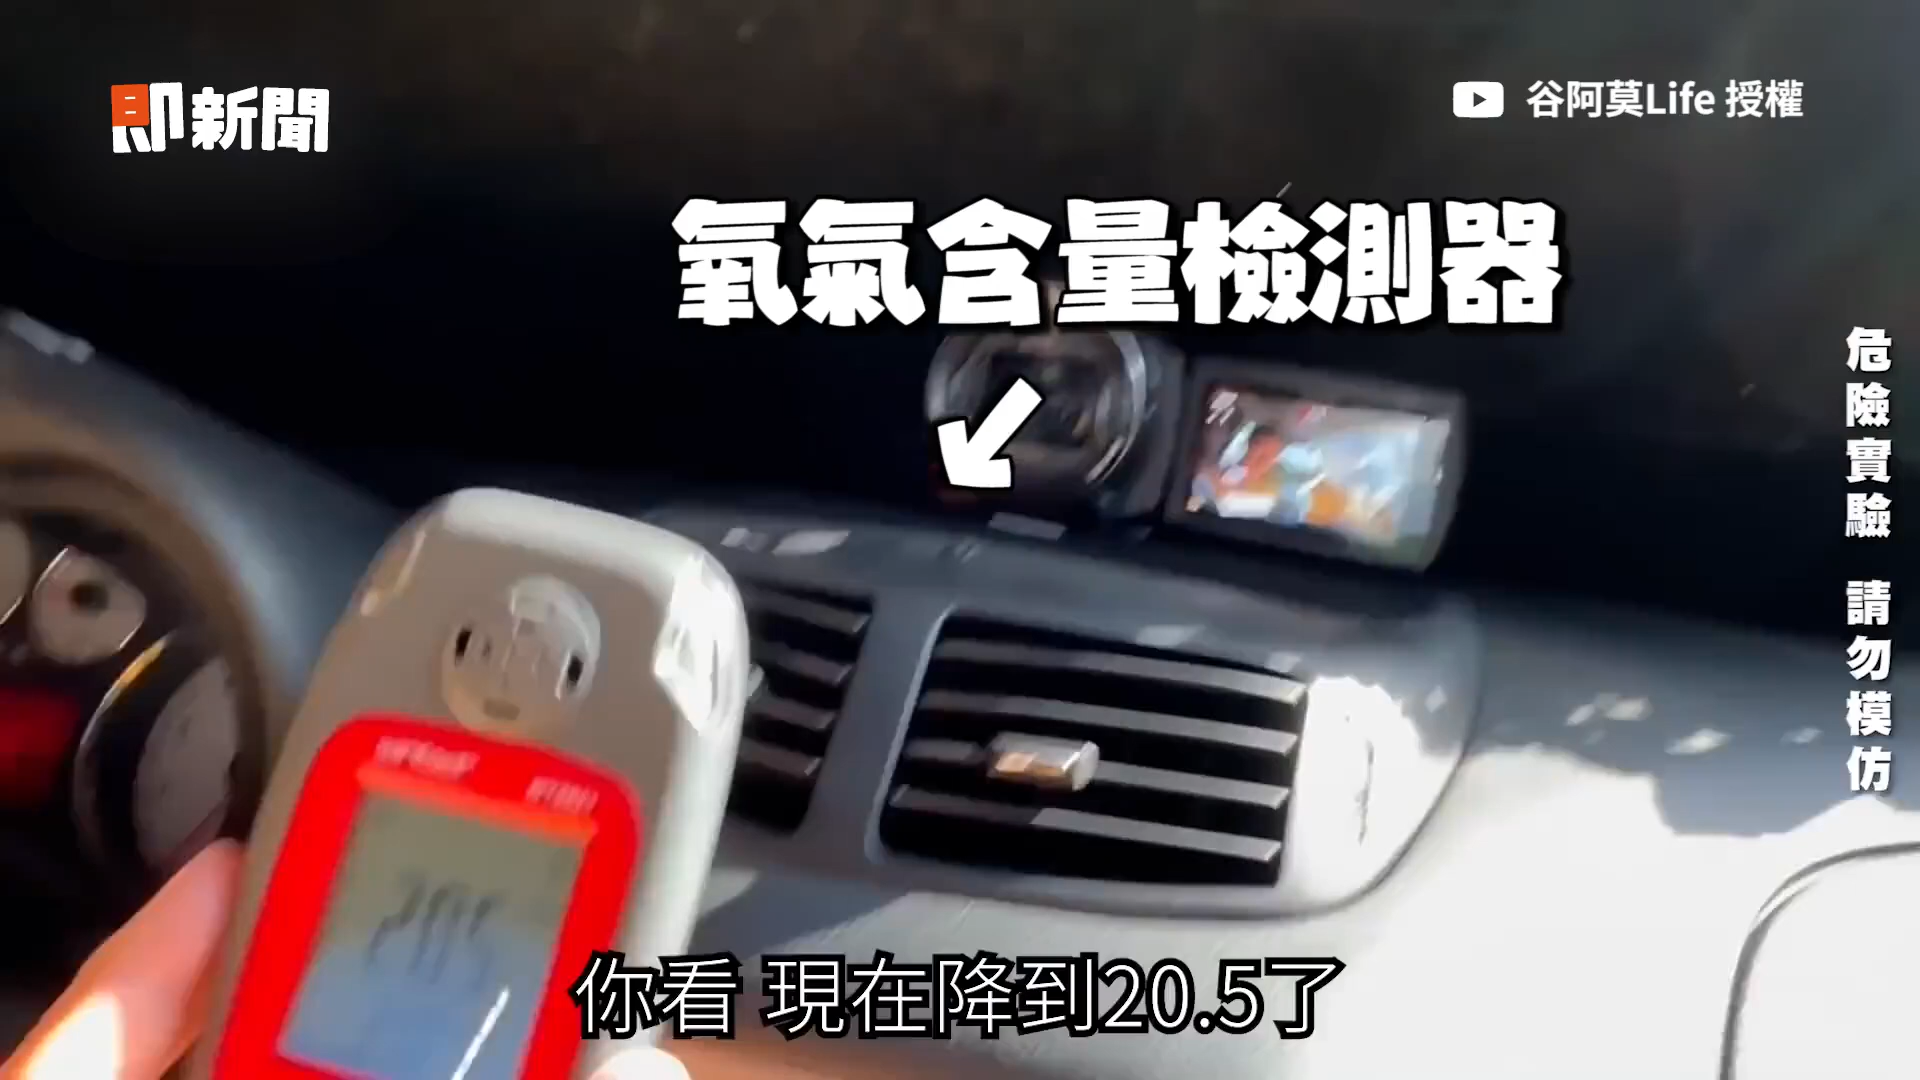 即新聞
谷阿莫Life 授權
氧氣含量檢測器
危險實驗 請勿模仿
你看 現在降到20.5了